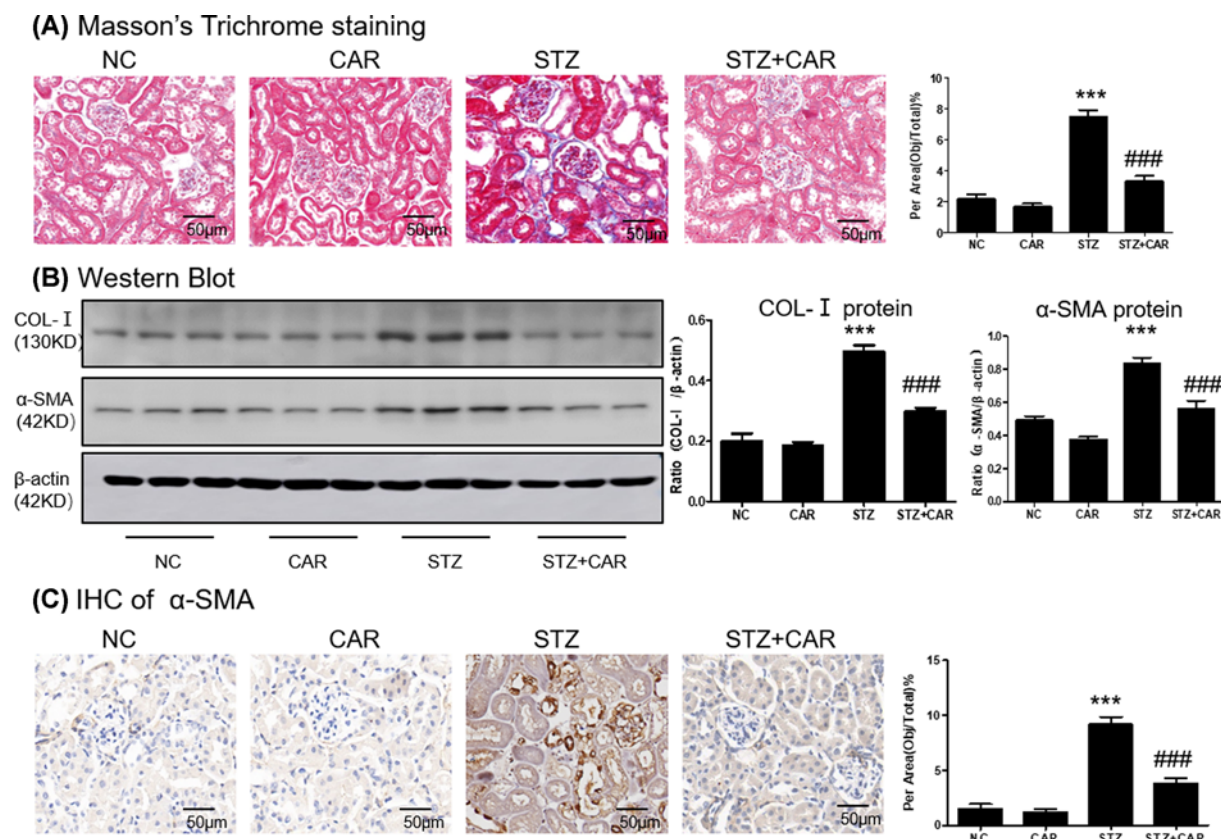 (A) Masson's Trichrome staining
NC CAR STZ STZ+CAR
50μm 50μm 50μm 50μm
Per Area(Obj/Total)%
10
8
6
4
2
0
***
###
NC CAR STZ STZ+CAR
(B) Western Blot
COL-Ⅰ
(130KD)
α-SMA
(42KD)
β-actin
(42KD)
NC CAR STZ STZ+CAR
COL-Ⅰ protein
Ratio (COL-I /β-actin)
0.6
0.4
0.2
0.0
***
###
NC CAR STZ STZ+CAR
α-SMA protein
Ratio (α-SMA/β-actin)
1.0
0.8
0.6
0.4
0.2
0.0
***
###
NC CAR STZ STZ+CAR
(C) IHC of α-SMA
NC CAR STZ STZ+CAR
50μm 50μm 50μm 50μm
Per Area(Obj/Total)%
15
10
5
0
***
###
NC CAR STZ STZ+CAR